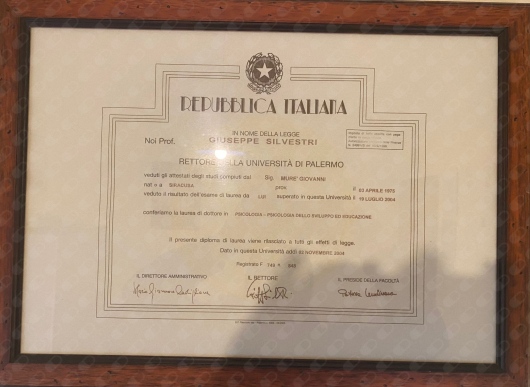 REPUBBLICA ITALIANA
IN NOME DELLA LEGGE
Noi Prof. GIUSEPPE SILVESTRI
RETTORE DELLA UNIVERSITÀ DI PALERMO
veduti gli attestati degli studi compiuti dal Sig. MURE' GIOVANNI
nat o a SIRACUSA il 02 APRILE
veduto il risultato dell'esame di laurea da LUI superato in questa Università il 19 LUGLIO 2004
conferiamo la laurea di dottore in PSICOLOGIA - PSICOLOGIA DELLO SVILUPPO ED EDUCAZIONE
Il presente diploma di laurea viene rilasciato a tutti gli effetti di legge.
Dato in questa Università addì NOVEMBRE 2004
Registrato F
IL DIRETTORE AMMINISTRATIVO IL RETTORE IL PRESIDE DELLA FACOLTÀ